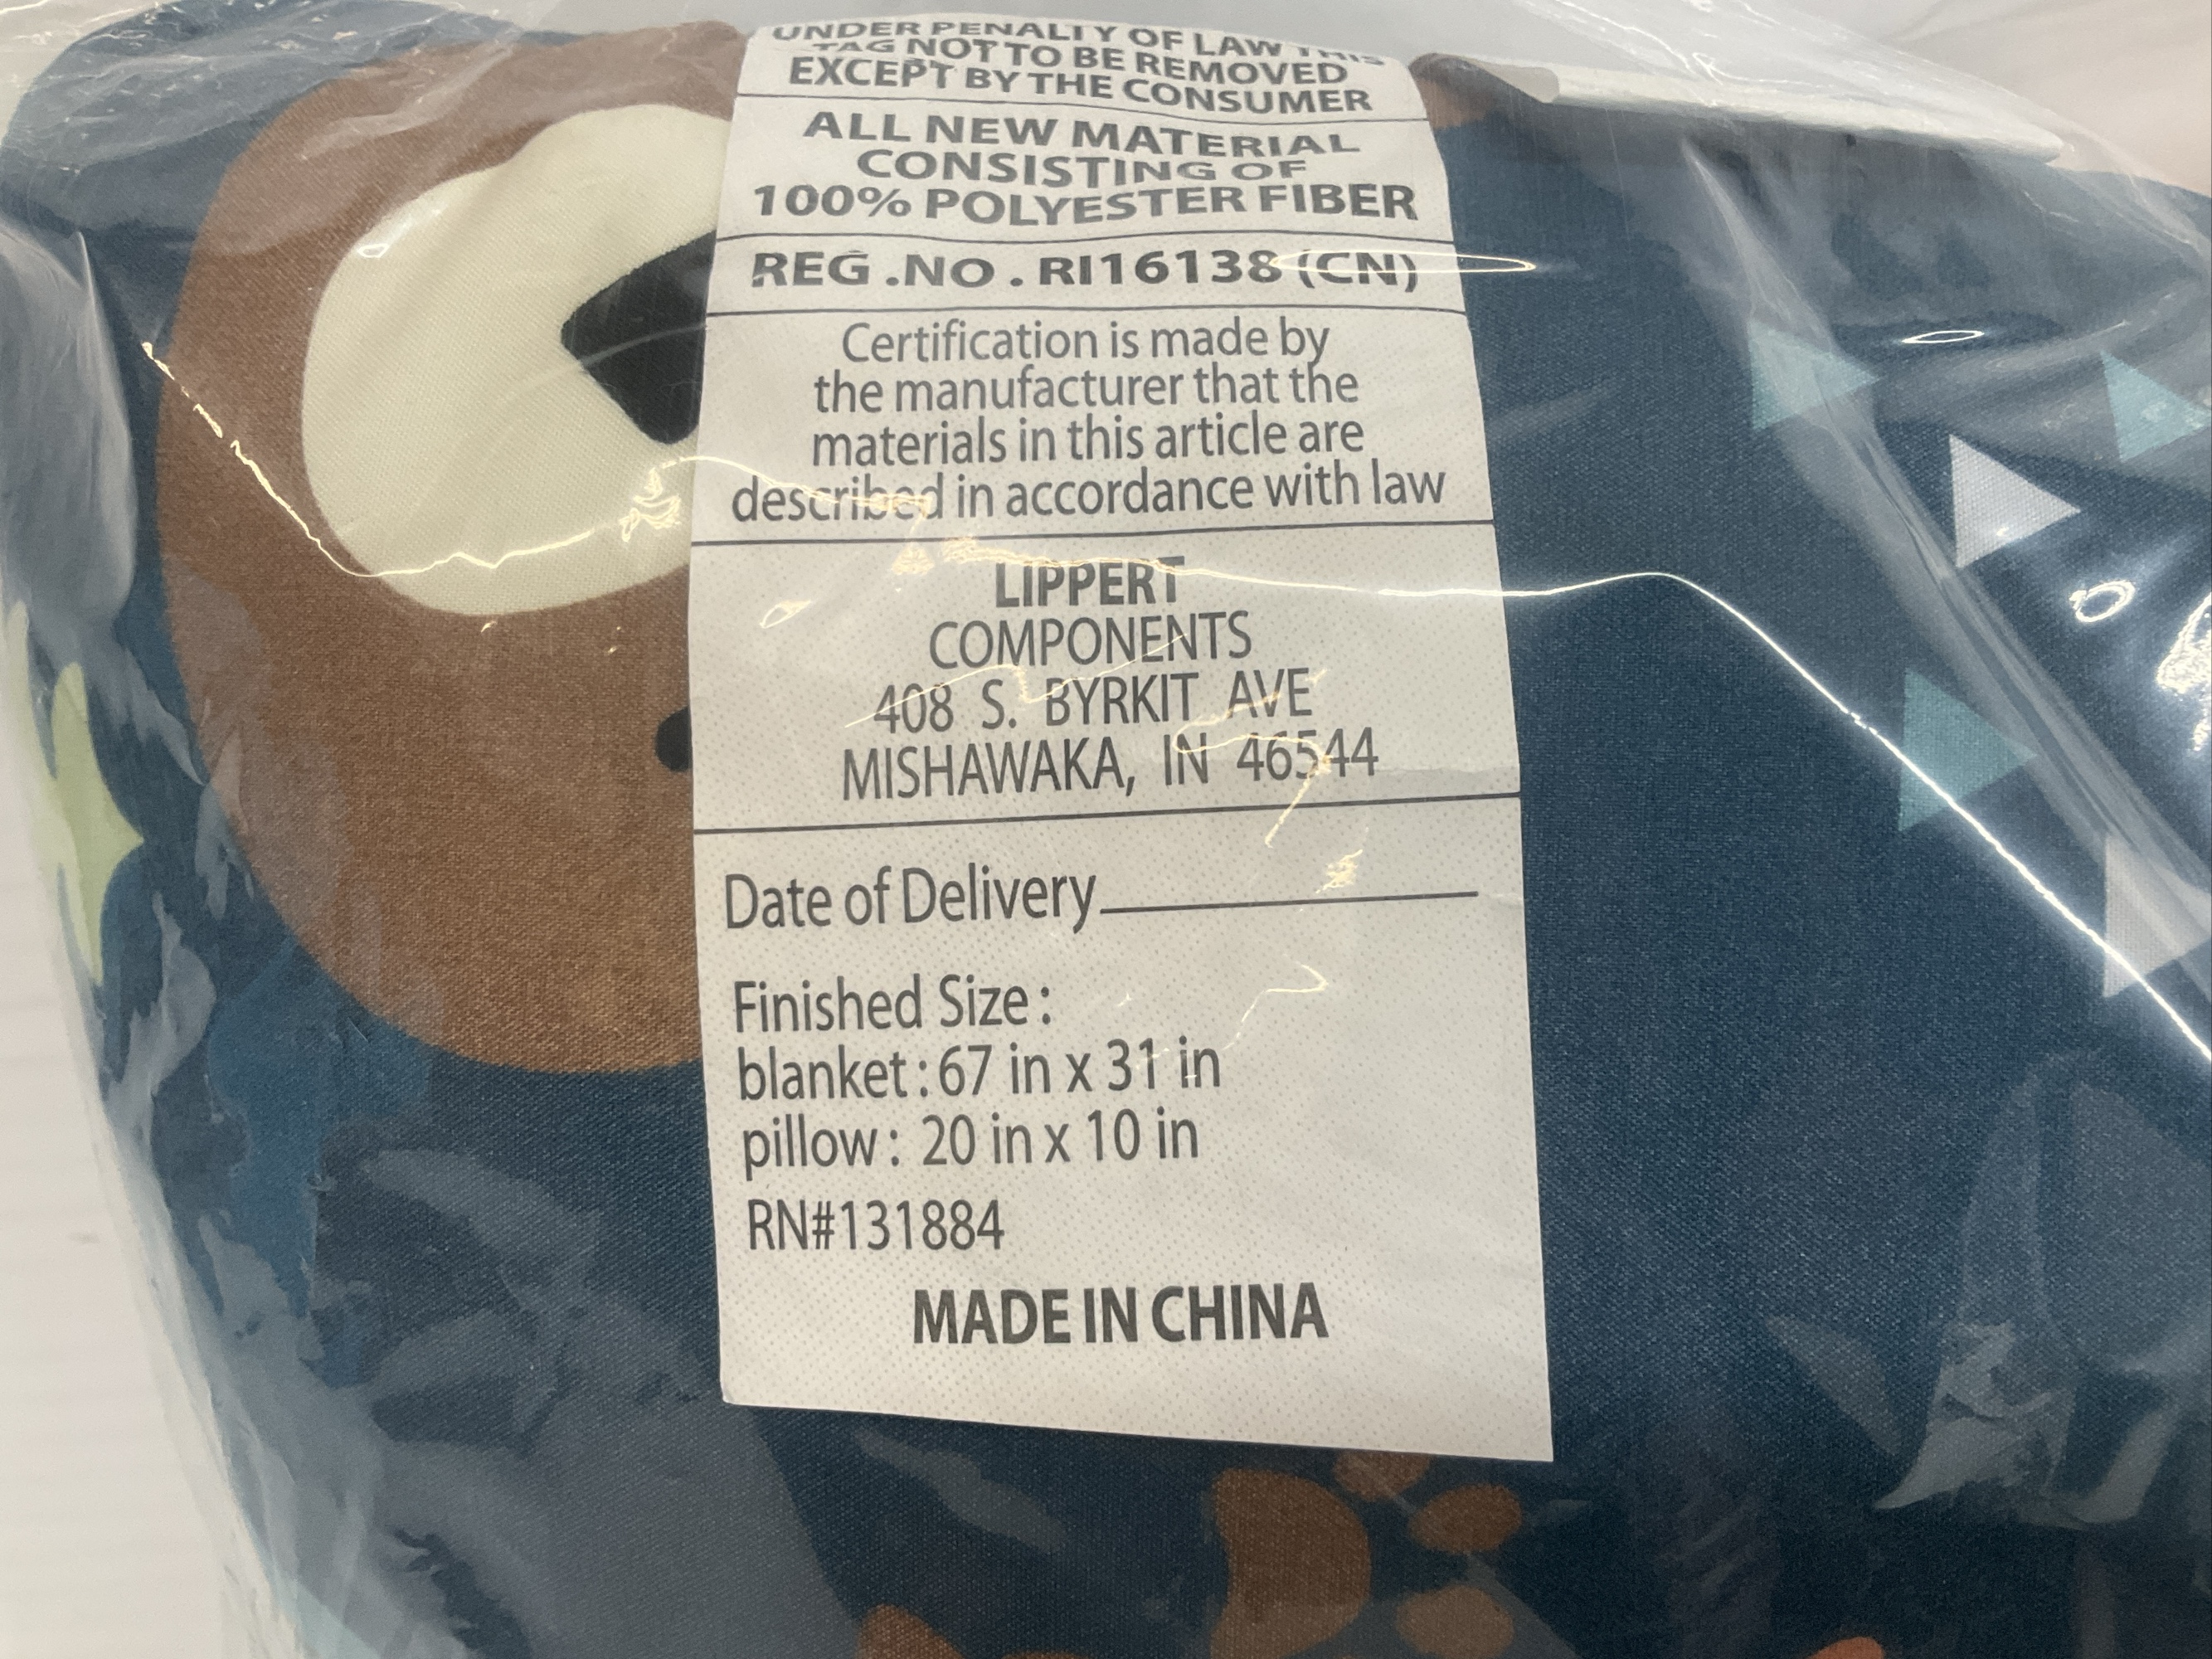 UNDER PENALTY OF LAW THIS
TAG NOT TO BE REMOVED
EXCEPT BY THE CONSUMER
ALL NEW MATERIAL
CONSISTING OF
100% POLYESTER FIBER
REG .NO . RI16138 (CN)
Certification is made by
the manufacturer that the
materials in this article are
described in accordance with law
LIPPERT
COMPONENTS
408 S. BYRKIT AVE
MISHAWAKA, IN 46544
Date of Delivery
Finished Size :
blanket : 67 in x 31 in
pillow : 20 in x 10 in
RN#131884
MADE IN CHINA